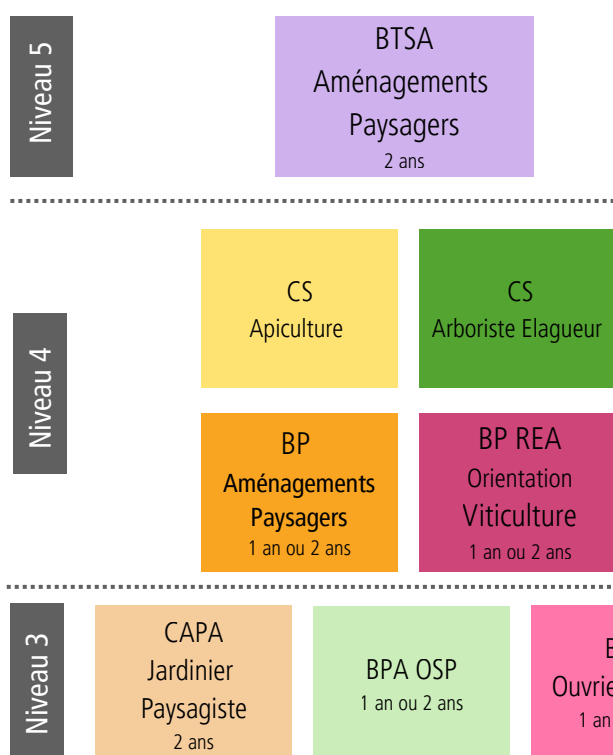 Niveau 5
BTSA
Aménagements
Paysagers
2 ans
Niveau 4
CS
Apiculture
CS
Arboriste Elagueur
BP
Aménagements
Paysagers
1 an ou 2 ans
BP REA
Orientation
Viticulture
1 an ou 2 ans
Niveau 3
CAPA
Jardinier
Paysagiste
2 ans
BPA OSP
1 an ou 2 ans
1 an